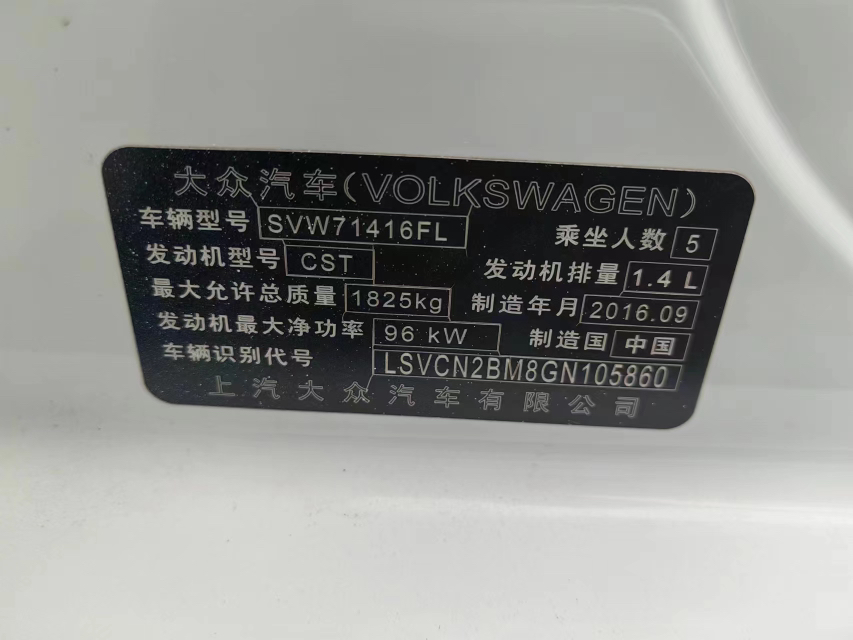 大众汽车(VOLKSWAGEN)
车辆型号 SVW71416FL 乘坐人数 5
发动机型号 CST 发动机排量 1.4 L
最大允许总质量 1825kg 制造年月 2016.09
发动机最大净功率 96 kW 制造国 中国
车辆识别代号 LSVCN2BM8GN105860
上汽大众汽车有限公司